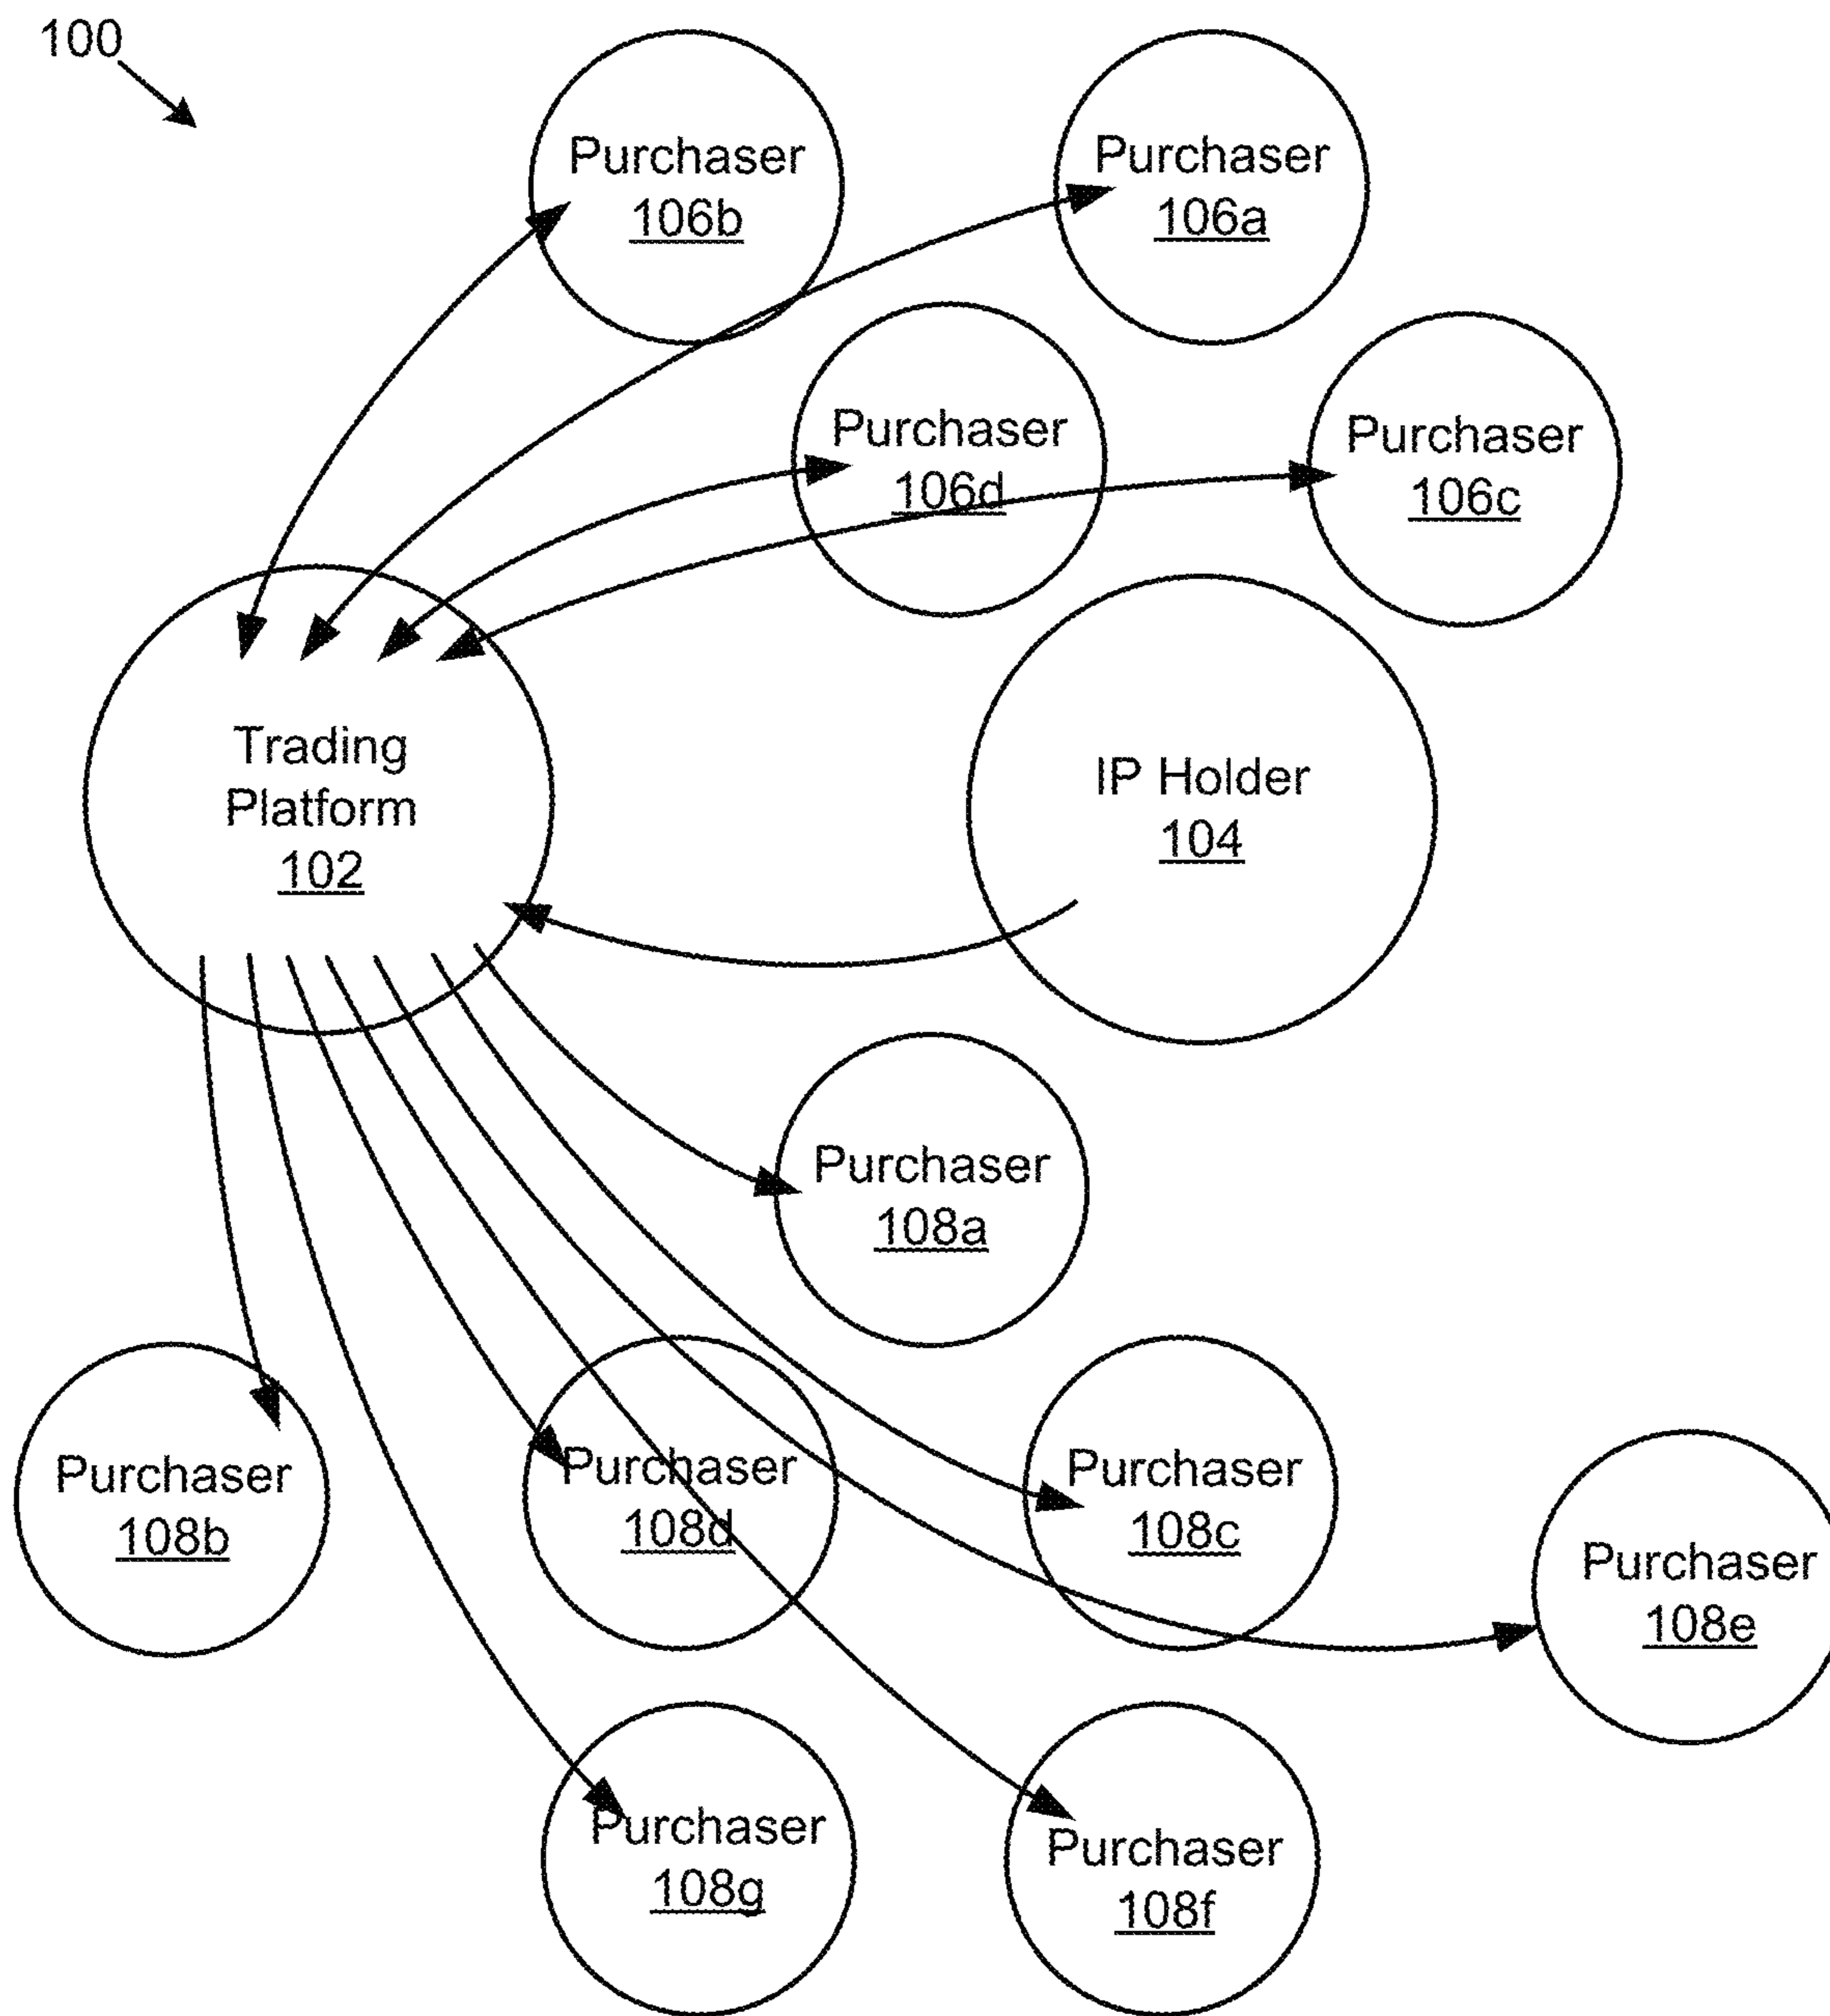 100
Purchaser
106b
Purchaser
106a
Purchaser
106d
Purchaser
106c
Trading
Platform
102
IP Holder
104
Purchaser
108a
Purchaser
108b
Purchaser
108d
Purchaser
108c
Purchaser
108e
Purchaser
108g
Purchaser
108f